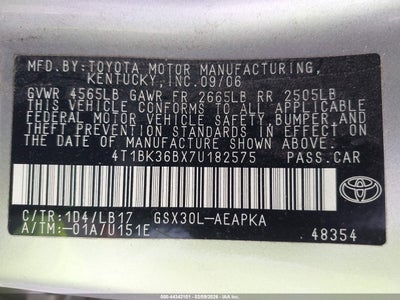 MFD.BY:TOYOTA MOTOR MANUFACTURING,
KENTUCKY,INC.09/06
GVWR 4565LB GAWR FR 2665LB RR 2505LB
THIS VEHICLE CONFORMS TO ALL APPLICABLE
FEDERAL MOTOR VEHICLE SAFETY, BUMPER, AND
THEFT PREVENTION STANDARDS IN EFFECT ON
THE DATE OF MANUFACTURE SHOWN ABOVE.
4T1BK36BX7U182575 PASS.CAR
C/TR:1D4/LB17 GSX30L-AEAPKA
A/TM:-01A/U151E
TOYOTA
48354